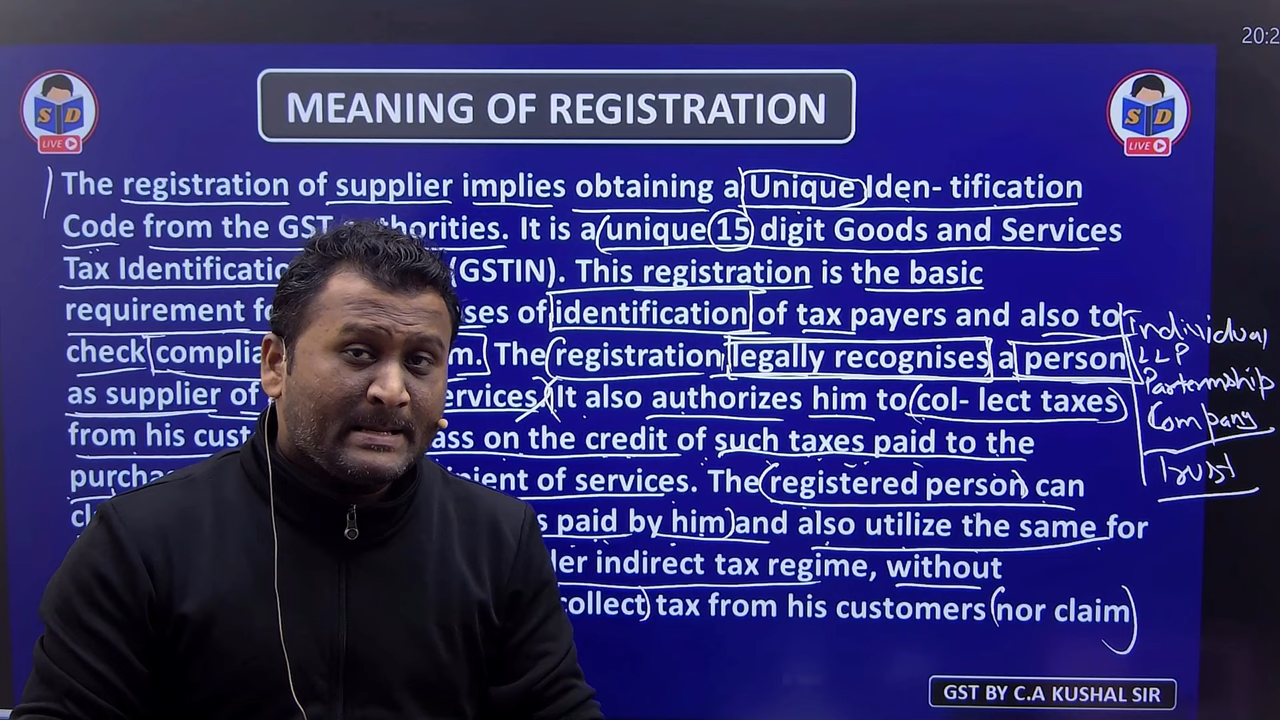 20:2
MEANING OF REGISTRATION
S D
LIVE
S D
LIVE
The registration of supplier implies obtaining a Unique Iden- tification
Code from the GST authorities. It is a unique 15 digit Goods and Services
Tax Identificatio (GSTIN). This registration is the basic
requirement fo ses of identification of tax payers and also to
check complia m. The registration legally recognises a person
as supplier of ervices. It also authorizes him to col- lect taxes
from his cust ass on the credit of such taxes paid to the
purcha ient of services. The registered person can
cl s paid by him and also utilize the same for
der indirect tax regime, without
collect tax from his customers nor claim
Individual
LLP
Parternship
Company
Trust
GST BY C.A KUSHAL SIR